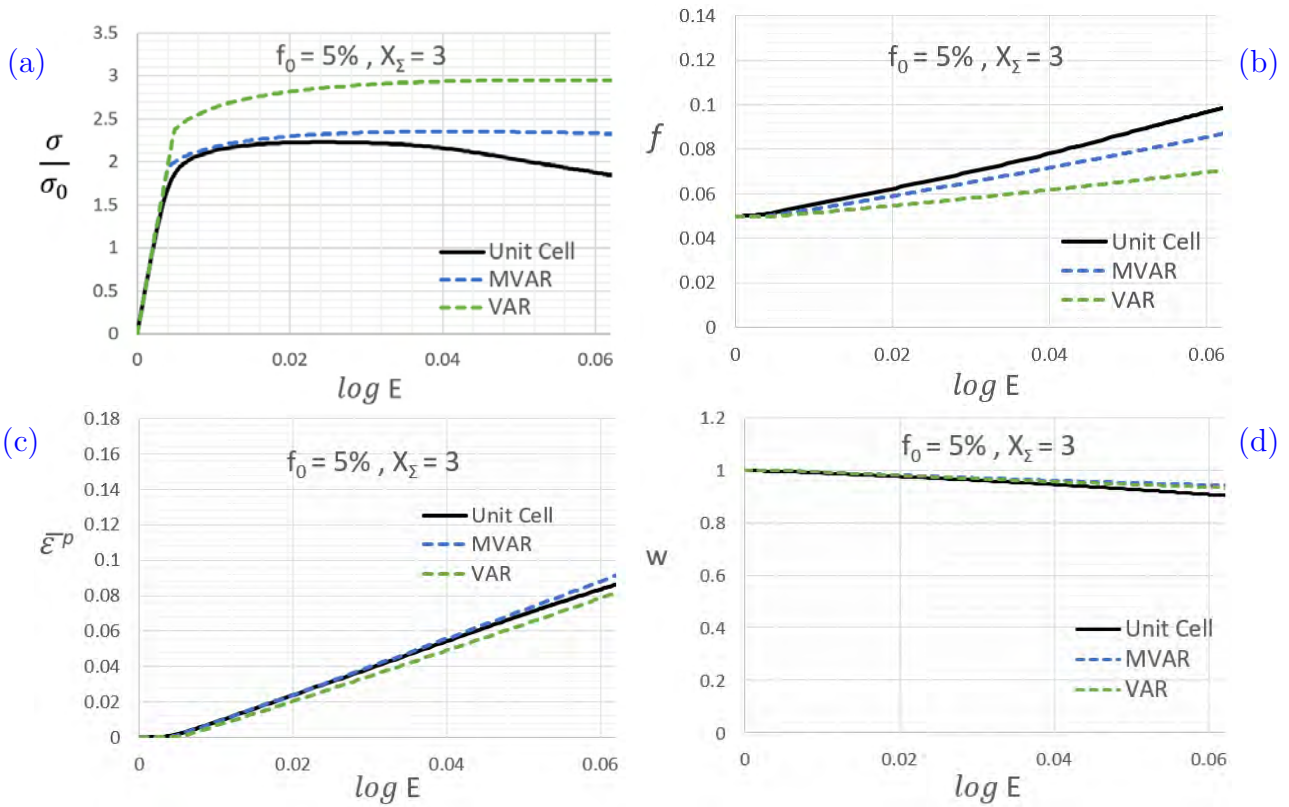 (a)
f₀ = 5% , X_Σ = 3
σ/σ₀
3.5
3
2.5
2
1.5
1
0.5
0
Unit Cell
MVAR
VAR
0 0.02 0.04 0.06
log E
(b)
f₀ = 5% , X_Σ = 3
f
0.14
0.12
0.1
0.08
0.06
0.04
0.02
0
Unit Cell
MVAR
VAR
0 0.02 0.04 0.06
log E
(c)
f₀ = 5% , X_Σ = 3
ε̄ᵖ
0.18
0.16
0.14
0.12
0.1
0.08
0.06
0.04
0.02
0
Unit Cell
MVAR
VAR
0 0.02 0.04 0.06
log E
(d)
f₀ = 5% , X_Σ = 3
w
1.2
1
0.8
0.6
0.4
0.2
0
Unit Cell
MVAR
VAR
0 0.02 0.04 0.06
log E